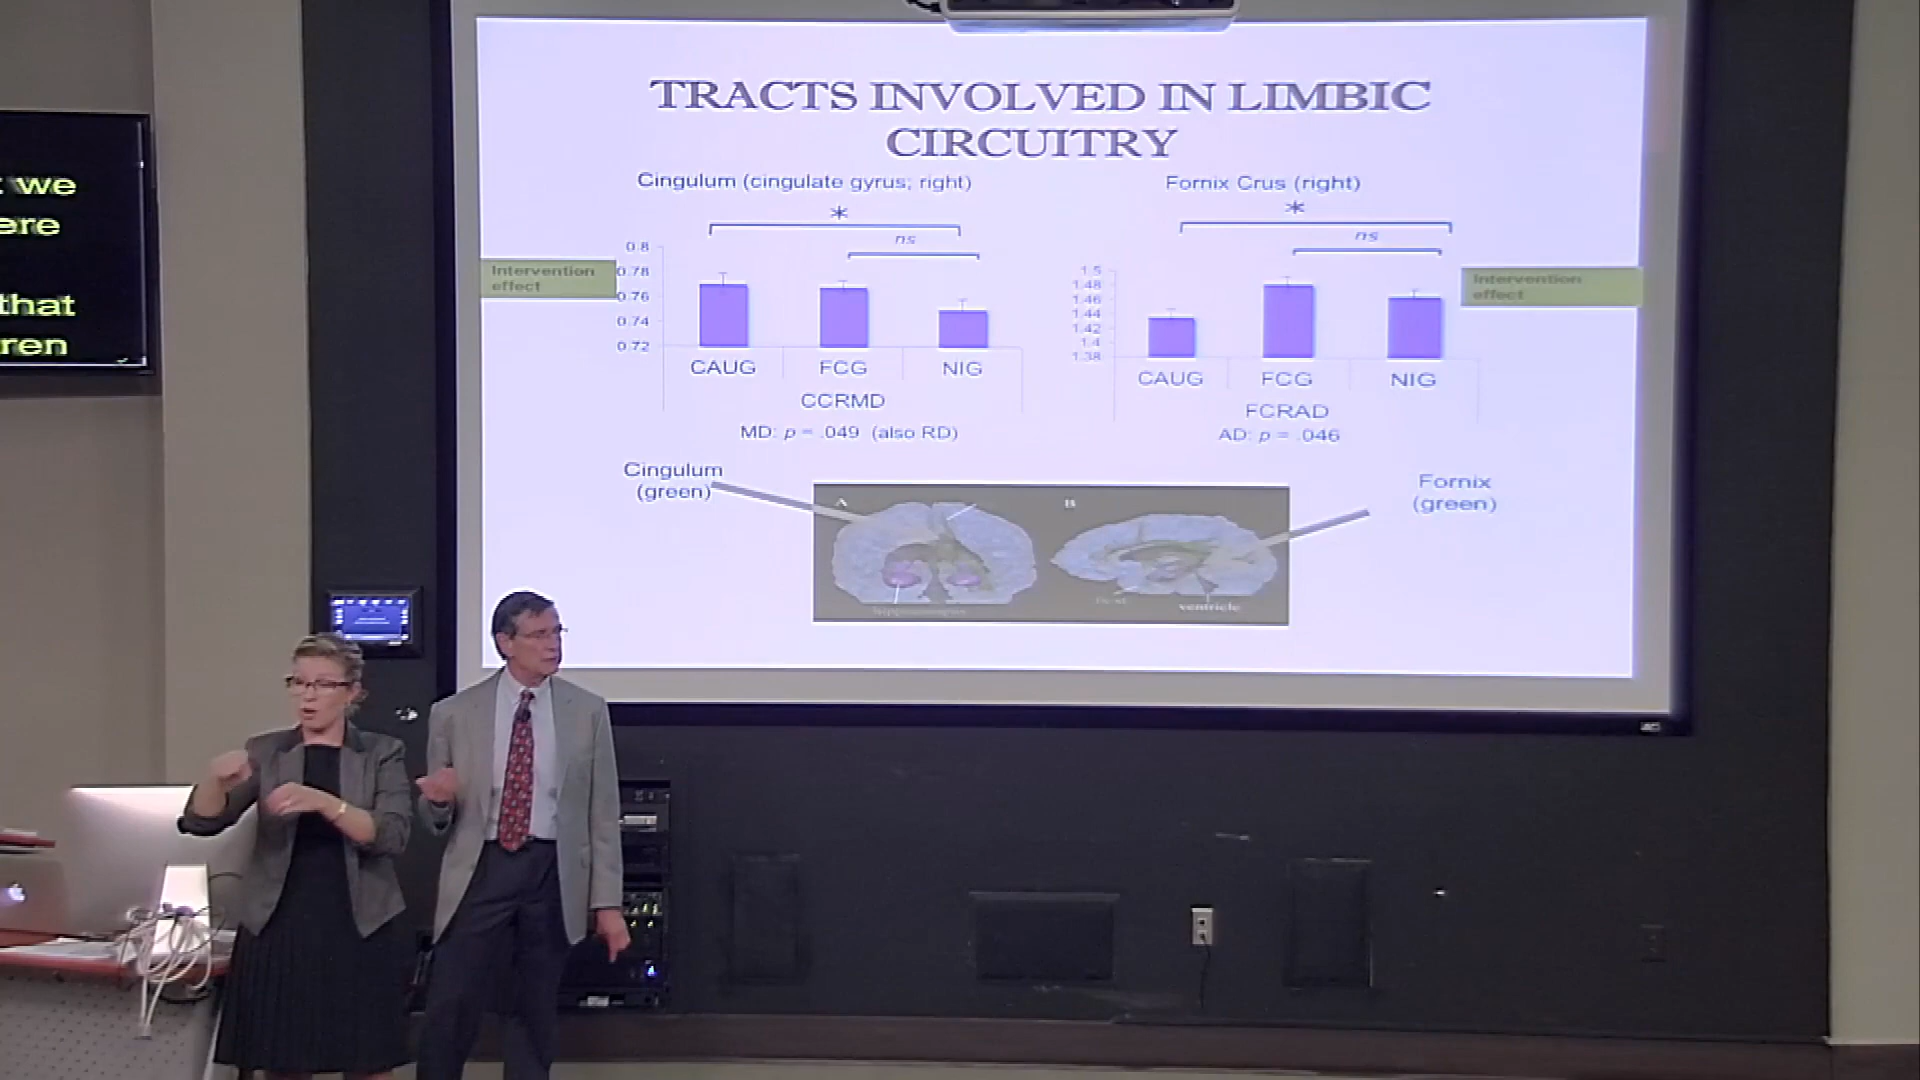 TRACTS INVOLVED IN LIMBIC
CIRCUITRY
Cingulum (cingulate gyrus; right)
*
ns
0.8
0.78
0.76
0.74
0.72
Intervention
effect
CAUG FCG NIG
CCRMD
MD: p = .049 (also RD)
Fornix Crus (right)
*
ns
1.5
1.48
1.46
1.44
1.42
1.4
1.38
Intervention
effect
CAUG FCG NIG
FCRAD
AD: p = .046
Cingulum
(green)
A
B
ventricle
Fornix
(green)
we
ere
that
ren